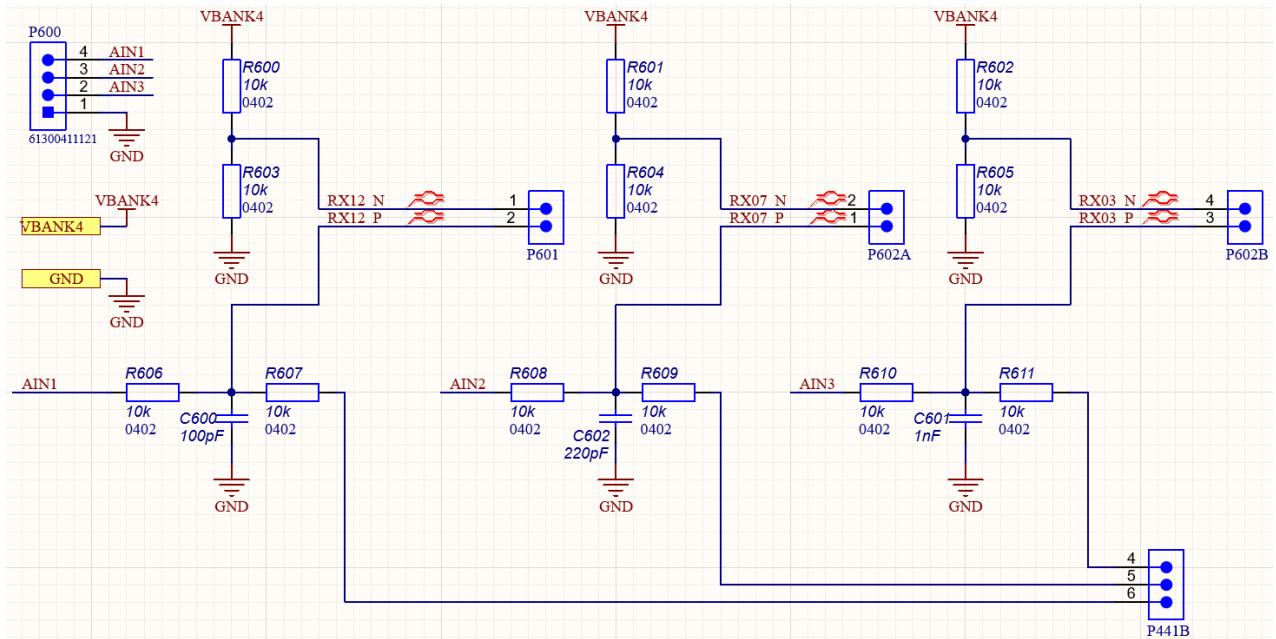 VBANK4
VBANK4
VBANK4
P600
4 AIN1
3 AIN2
2 AIN3
1
61300411121
GND
R600
10k
0402
R601
10k
0402
R602
10k
0402
R603
10k
0402
R604
10k
0402
R605
10k
0402
VBANK4
VBANK4
GND
GND
RX12_N 1
RX12_P 2
P601
GND
RX07_N 2
RX07_P 1
P602A
GND
RX03_N 4
RX03_P 3
P602B
GND
AIN1
R606
10k
0402
R607
10k
0402
C600
100pF
GND
AIN2
R608
10k
0402
R609
10k
0402
C602
220pF
GND
AIN3
R610
10k
0402
R611
10k
0402
C601
1nF
GND
4
5
6
P441B